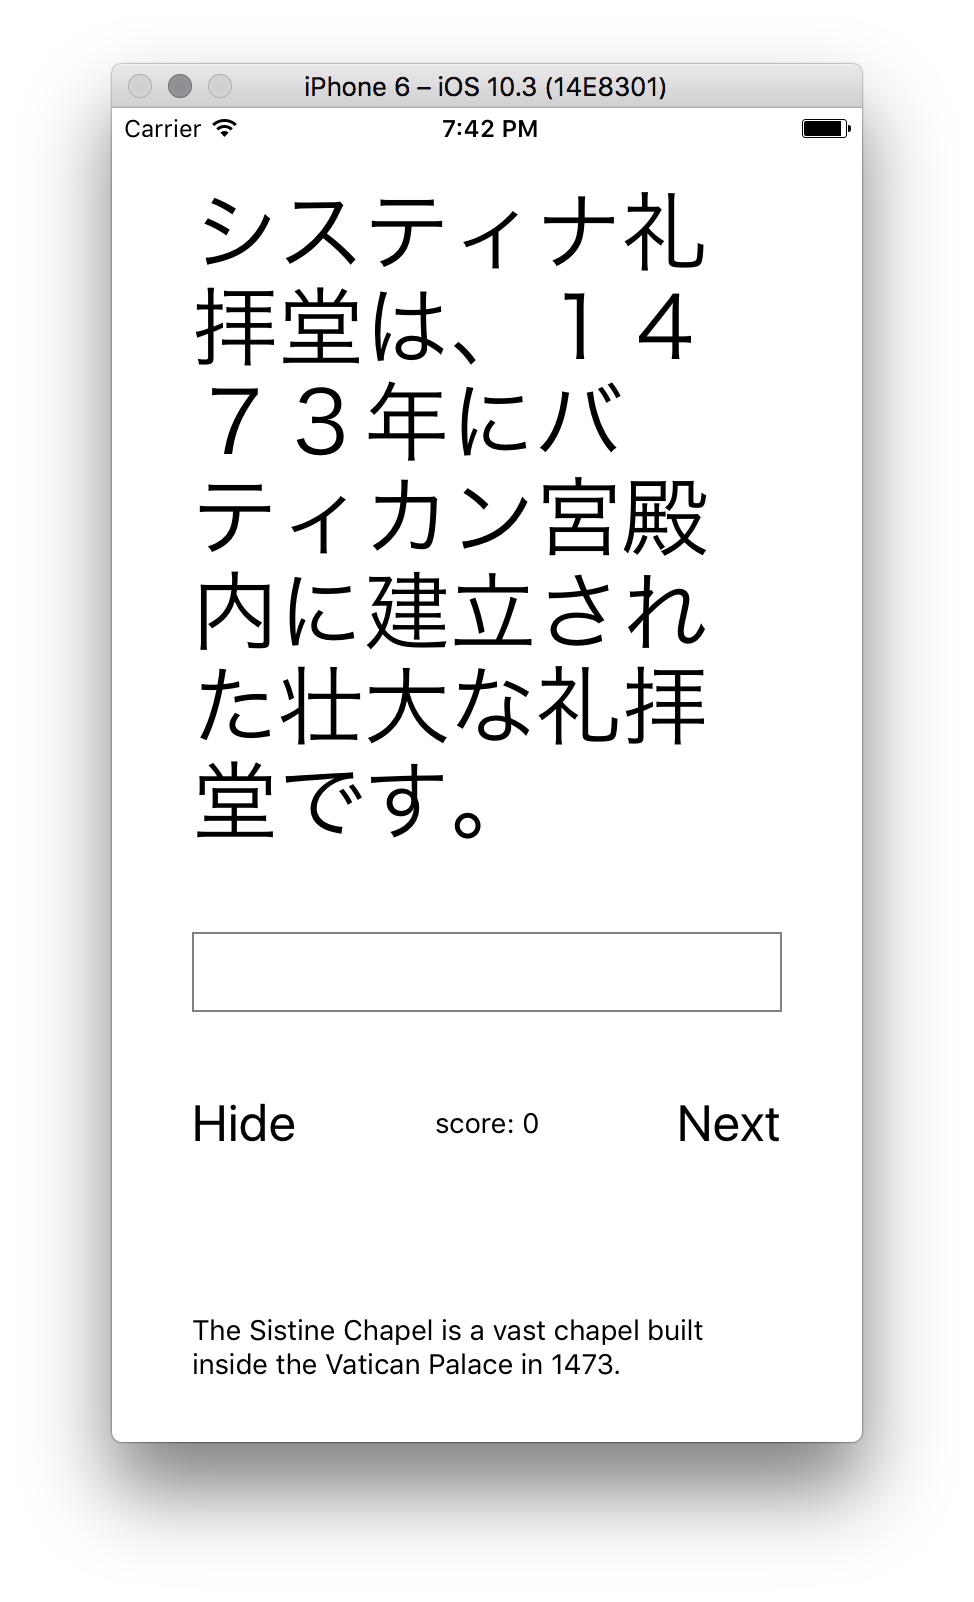 iPhone 6 – iOS 10.3 (14E8301)
Carrier 7:42 PM
システィナ礼
拝堂は、１４
７３年にバ
ティカン宮殿
内に建立され
た壮大な礼拝
堂です。
Hide score: 0 Next
The Sistine Chapel is a vast chapel built
inside the Vatican Palace in 1473.